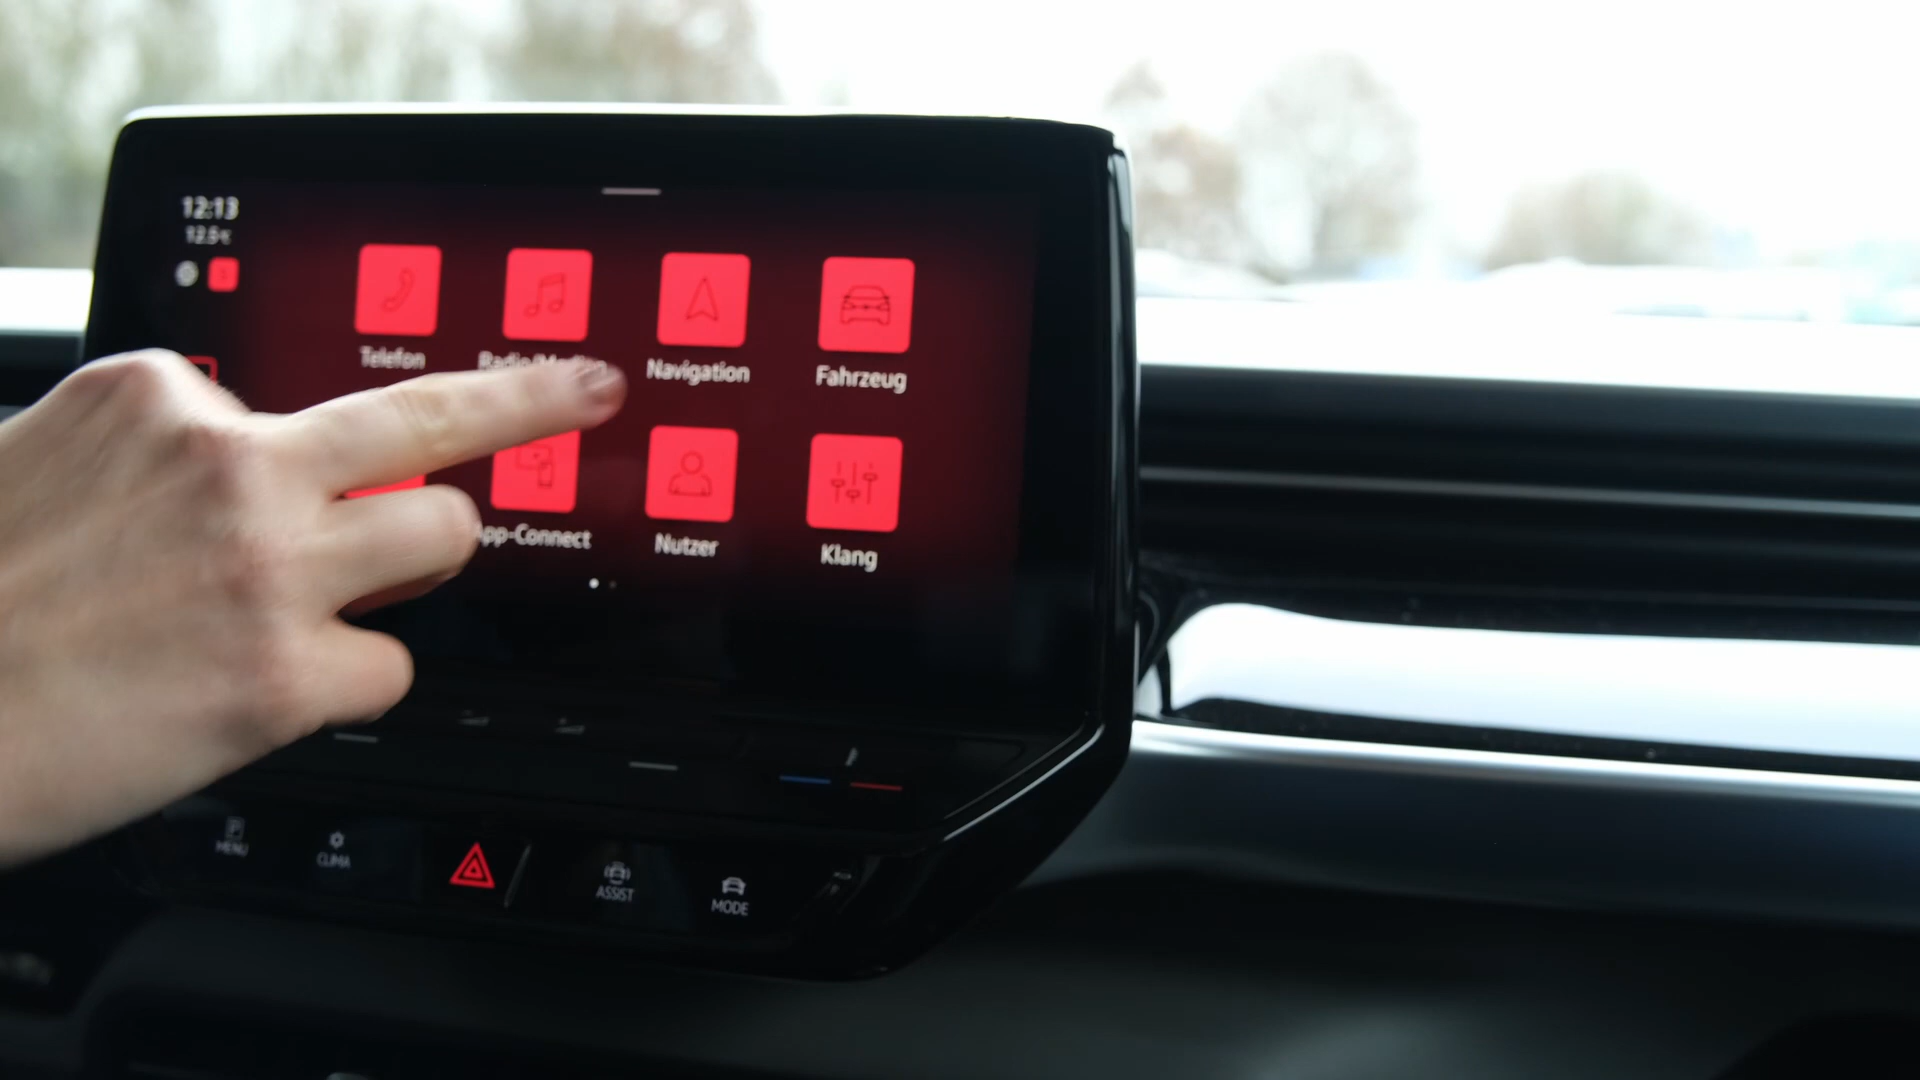 12:13
12.5°C
Telefon
Radio/Medien
Navigation
Fahrzeug
App-Connect
Nutzer
Klang
P
MENU
CLIMA
ASSIST
MODE